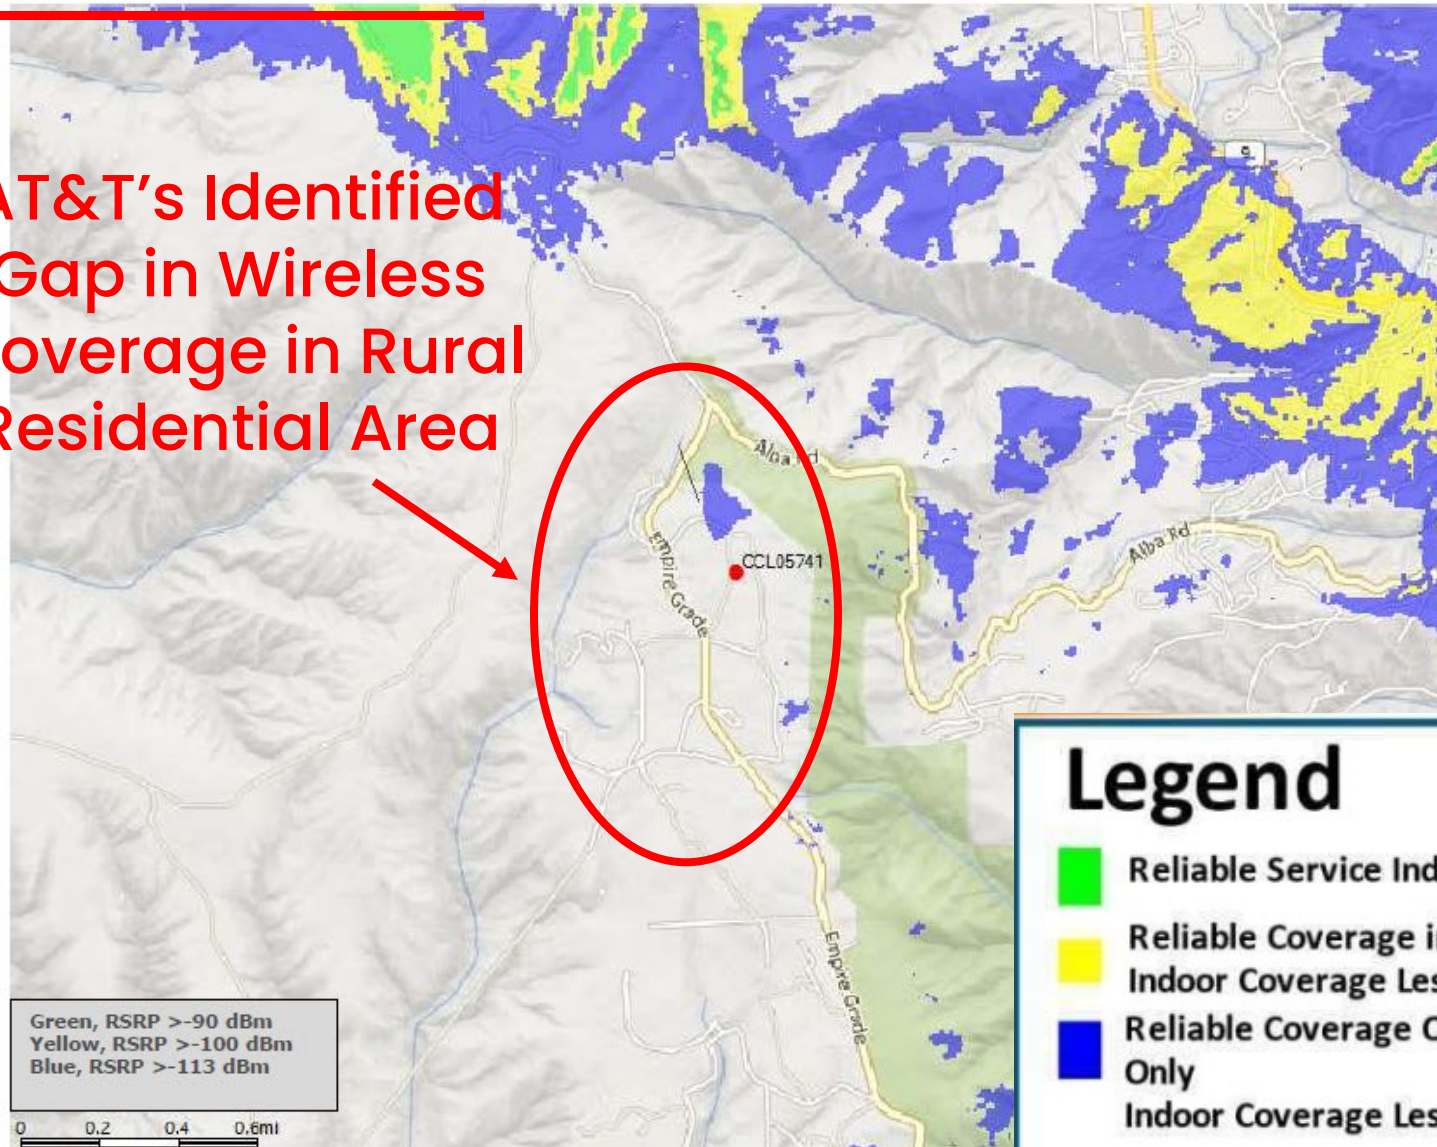 AT&T’s Identified
Gap in Wireless
overage in Rural
Residential Area
9
Alba Rd
Empire Grade
CCL05741
Alba Rd
Empire Grade
Green, RSRP >-90 dBm
Yellow, RSRP >-100 dBm
Blue, RSRP >-113 dBm
0 0.2 0.4 0.6mi
Legend
Reliable Service Ind
Reliable Coverage i
Indoor Coverage Les
Reliable Coverage O
Only
Indoor Coverage Les